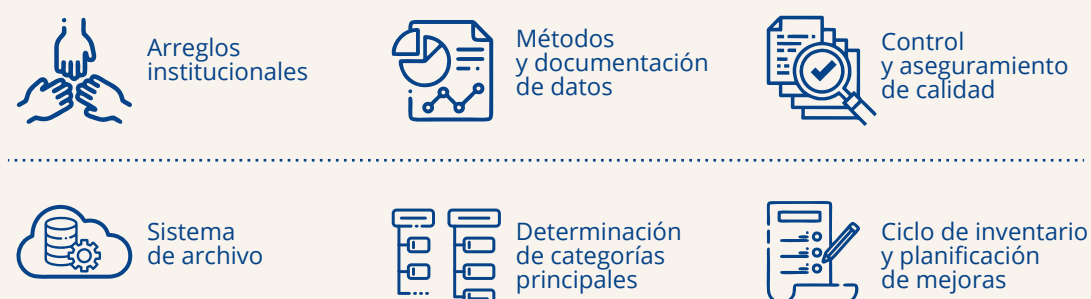 Arreglos
institucionales
Métodos
y documentación
de datos
Control
y aseguramiento
de calidad
Sistema
de archivo
Determinación
de categorías
principales
Ciclo de inventario
y planificación
de mejoras